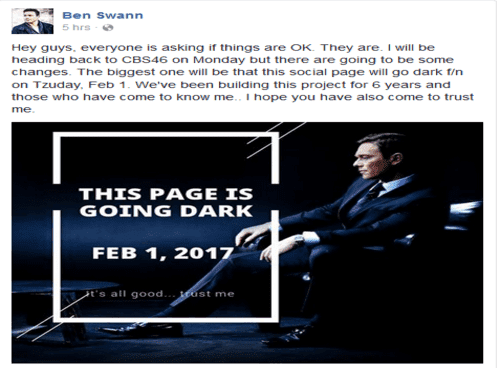 Ben Swann
5 hrs ·
Hey guys, everyone is asking if things are OK. They are. I will be
heading back to CBS46 on Monday but there are going to be some
changes. The biggest one will be that this social page will go dark f/n
on Tzuday, Feb 1. We've been building this project for 6 years and
those who have come to know me.. I hope you have also come to trust
me.
THIS PAGE IS
GOING DARK
FEB 1, 2017
It's all good... trust me